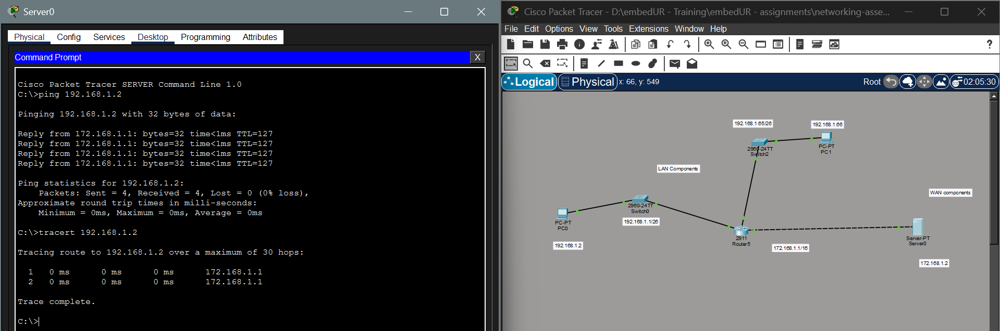 Server0
Physical Config Services Desktop Programming Attributes
Command Prompt
X
Cisco Packet Tracer SERVER Command Line 1.0
C:\>ping 192.168.1.2
Pinging 192.168.1.2 with 32 bytes of data:
Reply from 172.168.1.1: bytes=32 time<1ms TTL=127
Reply from 172.168.1.1: bytes=32 time<1ms TTL=127
Reply from 172.168.1.1: bytes=32 time<1ms TTL=127
Reply from 172.168.1.1: bytes=32 time<1ms TTL=127
Ping statistics for 192.168.1.2:
Packets: Sent = 4, Received = 4, Lost = 0 (0% loss),
Approximate round trip times in milli-seconds:
Minimum = 0ms, Maximum = 0ms, Average = 0ms
C:\>tracert 192.168.1.2
Tracing route to 192.168.1.2 over a maximum of 30 hops:
1 0 ms 0 ms 0 ms 172.168.1.1
2 0 ms 0 ms 0 ms 172.168.1.1
Trace complete.
C:\>
Cisco Packet Tracer - D:\embedUR - Training\embedUR - assignments\networking-asse...
File Edit Options View Tools Extensions Window Help
?
Logical Physical x: 66, y: 549 Root 02:05:30
192.168.1.65/26
192.168.1.66
2960-24TT
Switch2
PC-PT
PC1
LAN Components
WAN components
2960-24TT
Switch0
192.168.1.1/26
PC-PT
PC0
192.168.1.2
2911
Router5
172.168.1.1/16
Server-PT
Server0
172.168.1.2